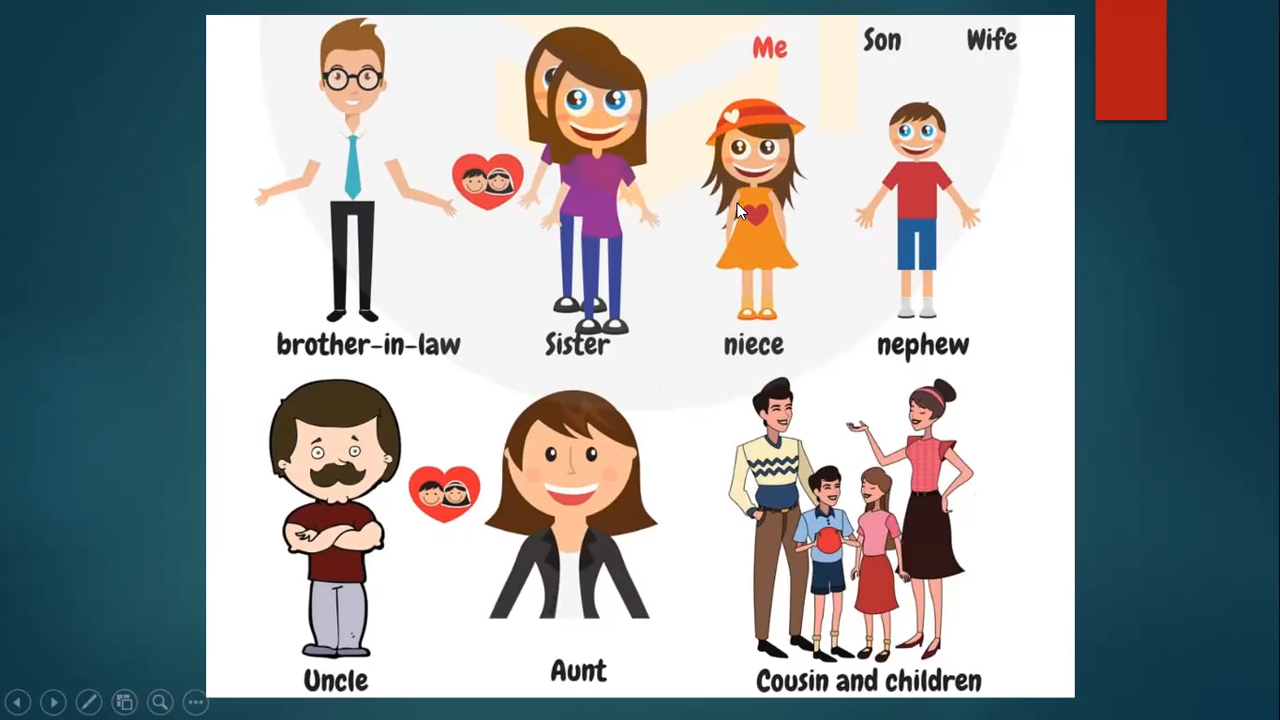 Me Son Wife
brother-in-law Sister niece nephew
Uncle Aunt Cousin and children